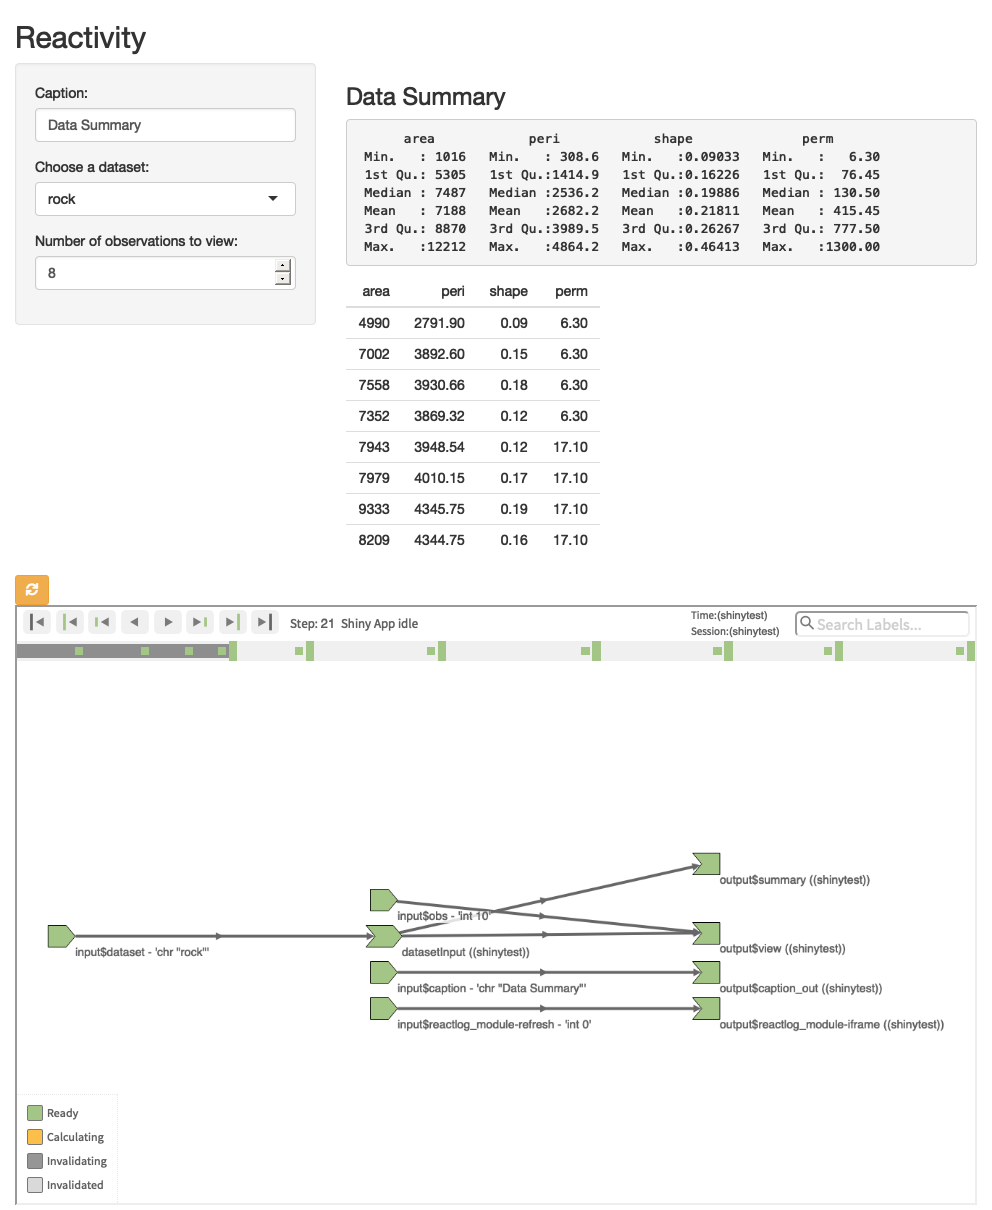 Reactivity
Caption:
Data Summary
Choose a dataset:
rock
Number of observations to view:
8
Data Summary
area peri shape perm
Min. : 1016 Min. : 308.6 Min. :0.09033 Min. : 6.30
1st Qu.: 5305 1st Qu.:1414.9 1st Qu.:0.16226 1st Qu.: 76.45
Median : 7487 Median :2536.2 Median :0.19886 Median : 130.50
Mean : 7188 Mean :2682.2 Mean :0.21811 Mean : 415.45
3rd Qu.: 8870 3rd Qu.:3989.5 3rd Qu.:0.26267 3rd Qu.: 777.50
Max. :12212 Max. :4864.2 Max. :0.46413 Max. :1300.00
area peri shape perm
4990 2791.90 0.09 6.30
7002 3892.60 0.15 6.30
7558 3930.66 0.18 6.30
7352 3869.32 0.12 6.30
7943 3948.54 0.12 17.10
7979 4010.15 0.17 17.10
9333 4345.75 0.19 17.10
8209 4344.75 0.16 17.10
Step: 21 Shiny App idle
Time:(shinytest)
Session:(shinytest)
Search Labels...
output$summary ((shinytest))
input$obs - 'int 10'
input$dataset - 'chr "rock"'
datasetInput ((shinytest))
output$view ((shinytest))
input$caption - 'chr "Data Summary"'
output$caption_out ((shinytest))
input$reactlog_module-refresh - 'int 0'
output$reactlog_module-iframe ((shinytest))
Ready
Calculating
Invalidating
Invalidated